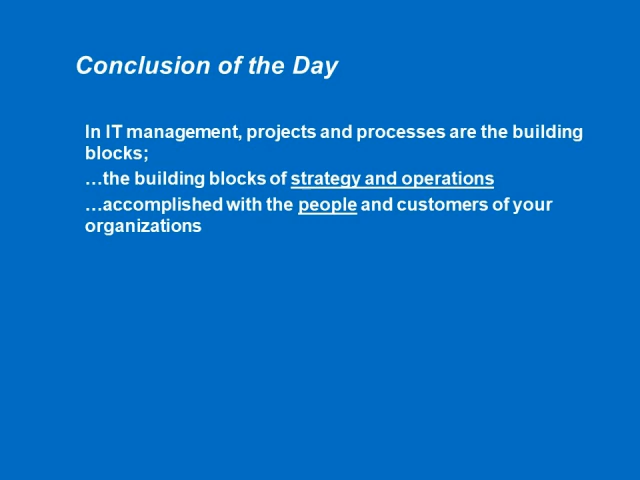 Conclusion of the Day
In IT management, projects and processes are the building
blocks;
…the building blocks of strategy and operations
…accomplished with the people and customers of your
organizations